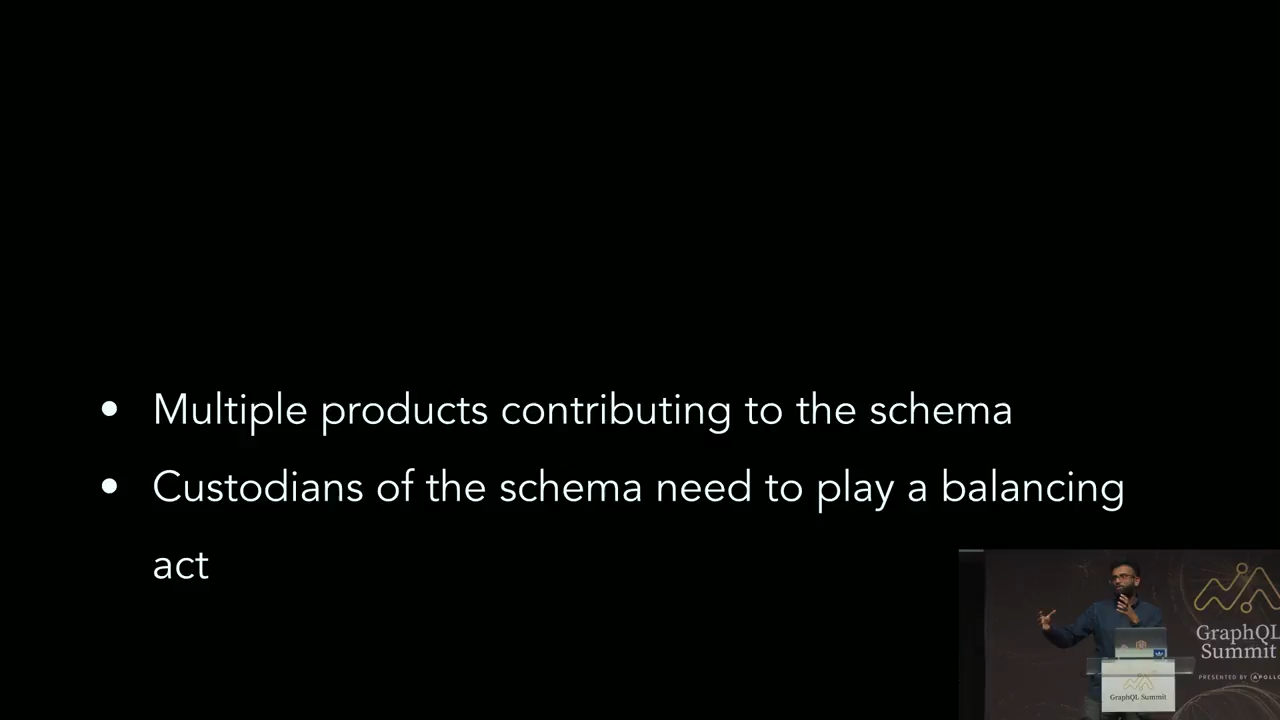 • Multiple products contributing to the schema
• Custodians of the schema need to play a balancing
act
GraphQL
Summit
PRESENTED BY APOLLO
GraphQL Summit